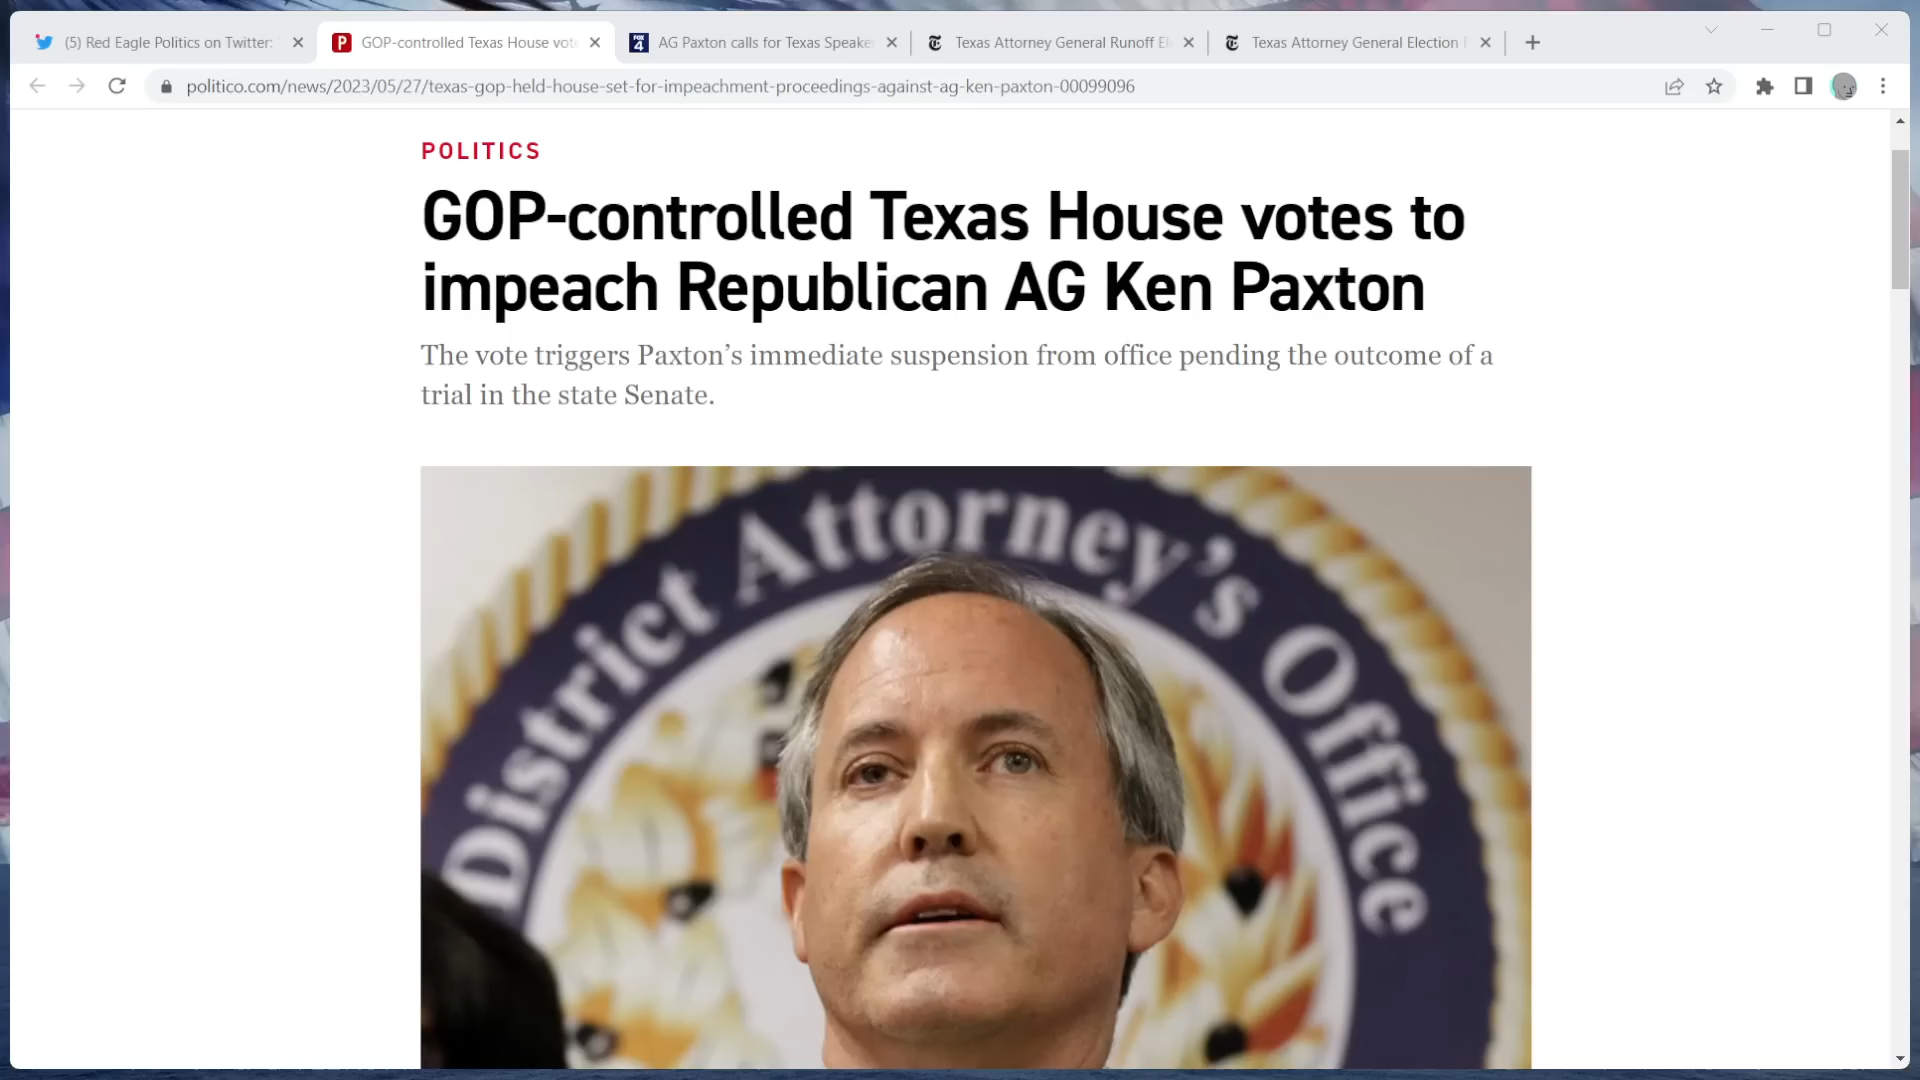 (5) Red Eagle Politics on Twitter:
GOP-controlled Texas House vot
AG Paxton calls for Texas Speake
Texas Attorney General Runoff El
Texas Attorney General Election
politico.com/news/2023/05/27/texas-gop-held-house-set-for-impeachment-proceedings-against-ag-ken-paxton-00099096
POLITICS
GOP-controlled Texas House votes to
impeach Republican AG Ken Paxton
The vote triggers Paxton’s immediate suspension from office pending the outcome of a
trial in the state Senate.
District Attorney's Office